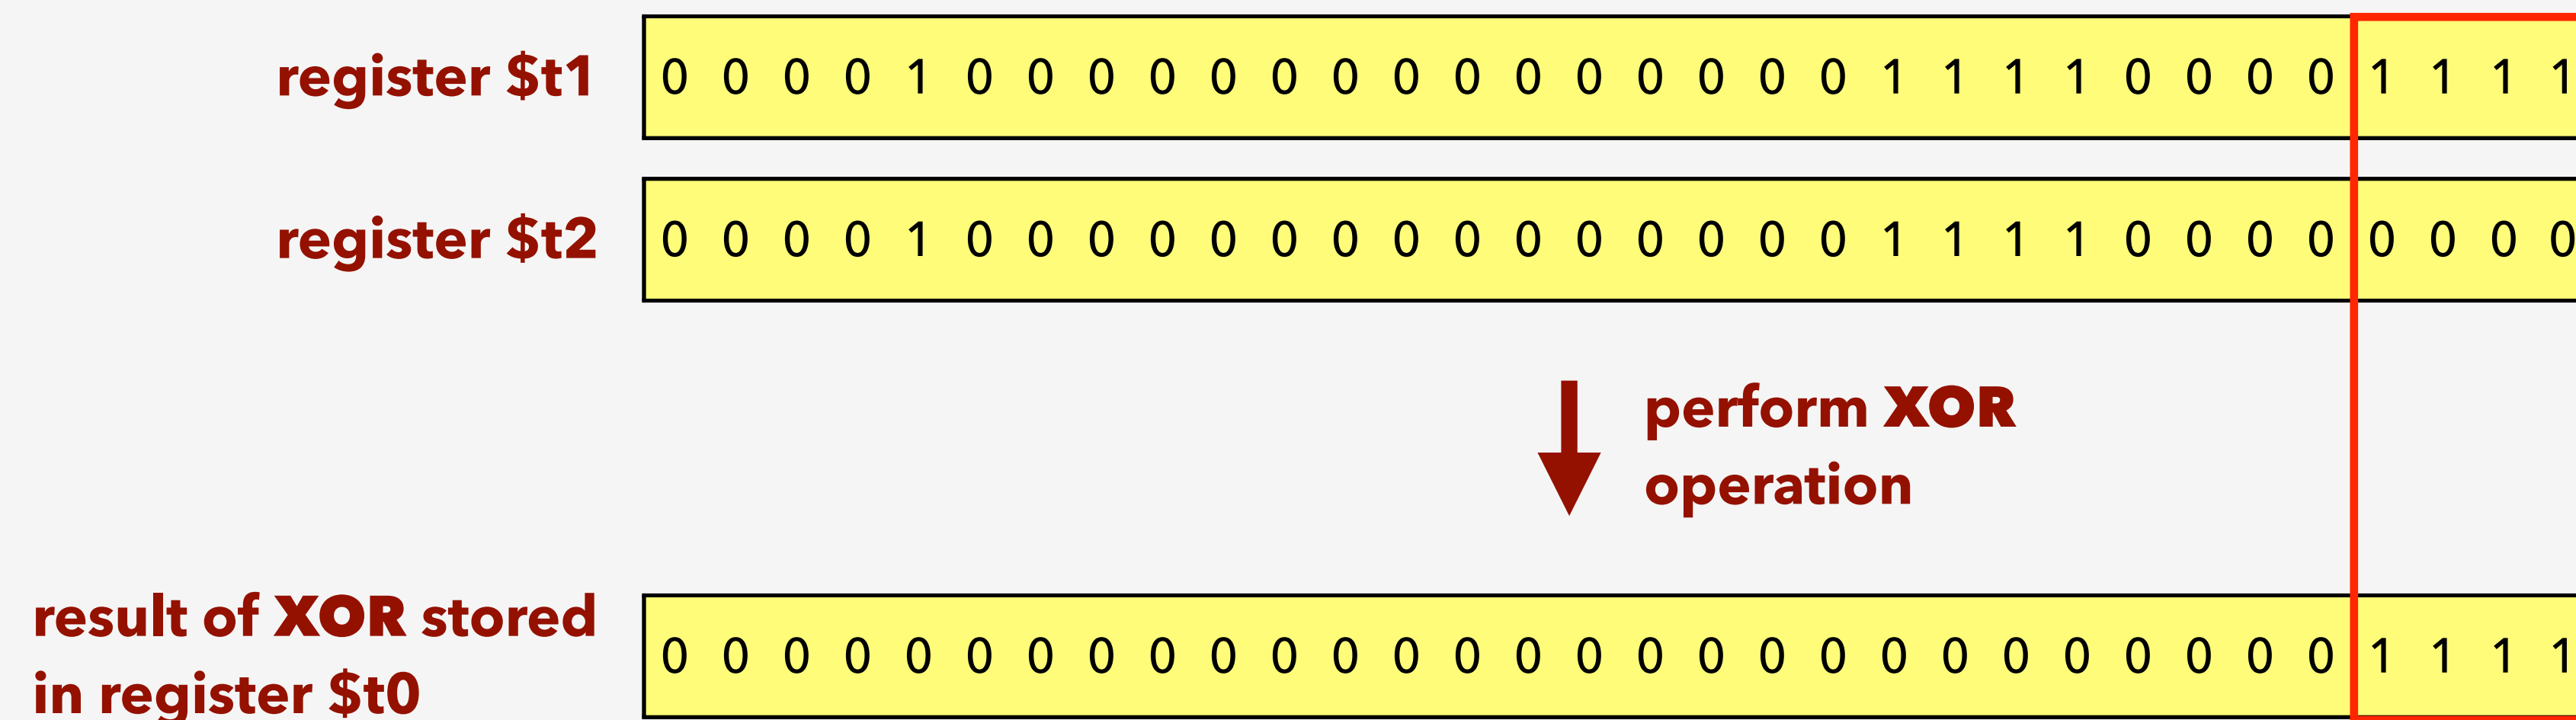 register $t1 0 0 0 0 1 0 0 0 0 0 0 0 0 0 0 0 0 0 0 0 1 1 1 1 0 0 0 0 1 1 1 1
register $t2 0 0 0 0 1 0 0 0 0 0 0 0 0 0 0 0 0 0 0 0 1 1 1 1 0 0 0 0 0 0 0 0
perform XOR
operation
result of XOR stored
in register $t0
0 0 0 0 0 0 0 0 0 0 0 0 0 0 0 0 0 0 0 0 0 0 0 0 0 0 0 0 1 1 1 1